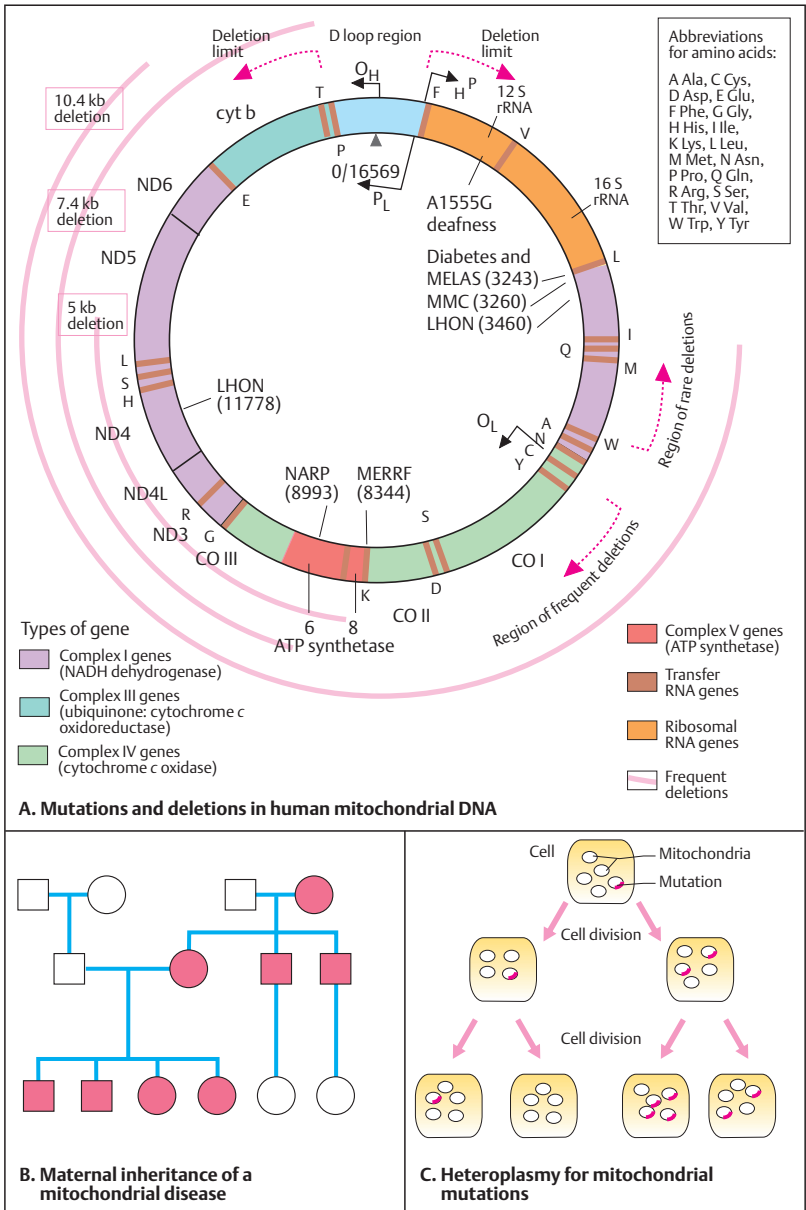 Deletion
limit
D loop region
Deletion
limit
Abbreviations
for amino acids:
A Ala, C Cys,
D Asp, E Glu,
F Phe, G Gly,
H His, I Ile,
K Lys, L Leu,
M Met, N Asn,
P Pro, Q Gln,
R Arg, S Ser,
T Thr, V Val,
W Trp, Y Tyr
10.4 kb
deletion
7.4 kb
deletion
5 kb
deletion
cyt b
T
OH
F
H P
12 S
rRNA
V
P
0/16569
PL
E
ND6
ND5
A1555G
deafness
16 S
rRNA
L
Diabetes and
MELAS (3243)
MMC (3260)
LHON (3460)
I
Q
M
L
S
H
LHON
(11778)
ND4
OL
A
N
C
Y
W
Region of rare deletions
ND4L
R
ND3
G
CO III
NARP
(8993)
MERRF
(8344)
S
D
CO I
K
CO II
6
8
ATP synthetase
Region of frequent deletions
Types of gene
Complex I genes
(NADH dehydrogenase)
Complex III genes
(ubiquinone: cytochrome c
oxidoreductase)
Complex IV genes
(cytochrome c oxidase)
Complex V genes
(ATP synthetase)
Transfer
RNA genes
Ribosomal
RNA genes
Frequent
deletions
A. Mutations and deletions in human mitochondrial DNA
B. Maternal inheritance of a
mitochondrial disease
Cell
Mitochondria
Mutation
Cell division
Cell division
C. Heteroplasmy for mitochondrial
mutations